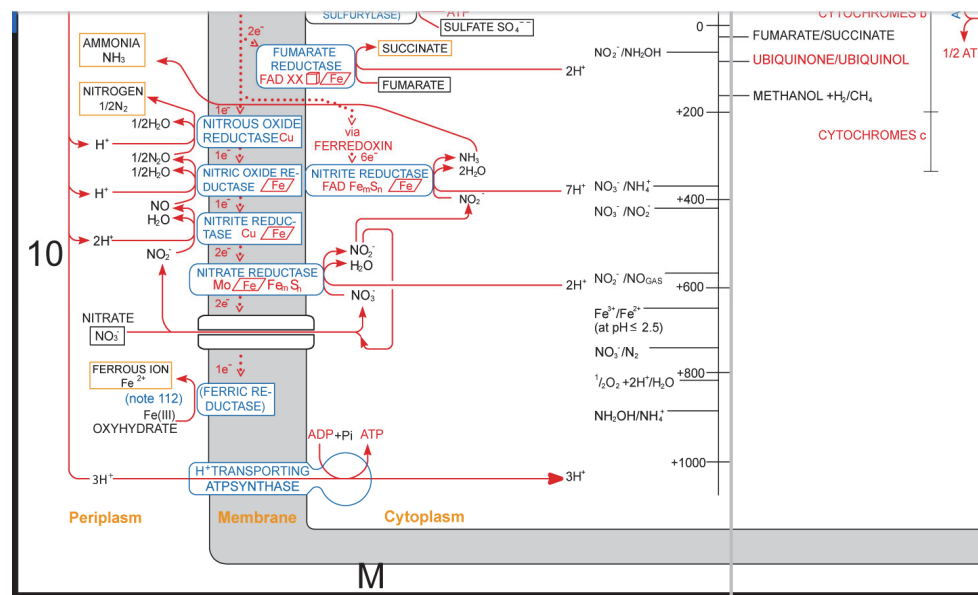 SULFURYLASE)
ATP
SULFATE SO₄⁻⁻
2e⁻
AMMONIA
NH₃
FUMARATE
REDUCTASE
FAD XX Fe
SUCCINATE
FUMARATE
2H⁺
NITROGEN
1/2N₂
1e⁻
1/2H₂O
NITROUS OXIDE
REDUCTASE Cu
H⁺
via
FERREDOXIN
1e⁻
6e⁻
1/2N₂O
1/2H₂O
NITRIC OXIDE RE-
DUCTASE Fe
NITRITE REDUCTASE
FAD FeₘSₙ Fe
NH₃
2H₂O
NO₂⁻
7H⁺
H⁺
1e⁻
NO
H₂O
NITRITE REDUC-
TASE Cu Fe
2H⁺
NO₂⁻
2e⁻
NO₂⁻
H₂O
NITRATE REDUCTASE
Mo Fe FeₘSₙ
NO₃⁻
2H⁺
2e⁻
10
NITRATE
NO₃⁻
1e⁻
FERROUS ION
Fe ²⁺
(note 112)
Fe(III)
OXYHYDRATE
(FERRIC RE-
DUCTASE)
ADP+Pi ATP
3H⁺
H⁺TRANSPORTING
ATPSYNTHASE
3H⁺
Periplasm
Membrane
Cytoplasm
M
0
+200
+400
+600
+800
+1000
NO₂⁻/NH₂OH
NO₃⁻/NH₄⁺
NO₃⁻/NO₂⁻
NO₂⁻/NOGAS
Fe³⁺/Fe²⁺
(at pH ≤ 2.5)
NO₃⁻/N₂
¹/₂O₂ +2H⁺/H₂O
NH₂OH/NH₄⁺
CYTOCHROMES b
FUMARATE/SUCCINATE
UBIQUINONE/UBIQUINOL
METHANOL +H₂/CH₄
CYTOCHROMES c
A
1/2 AT